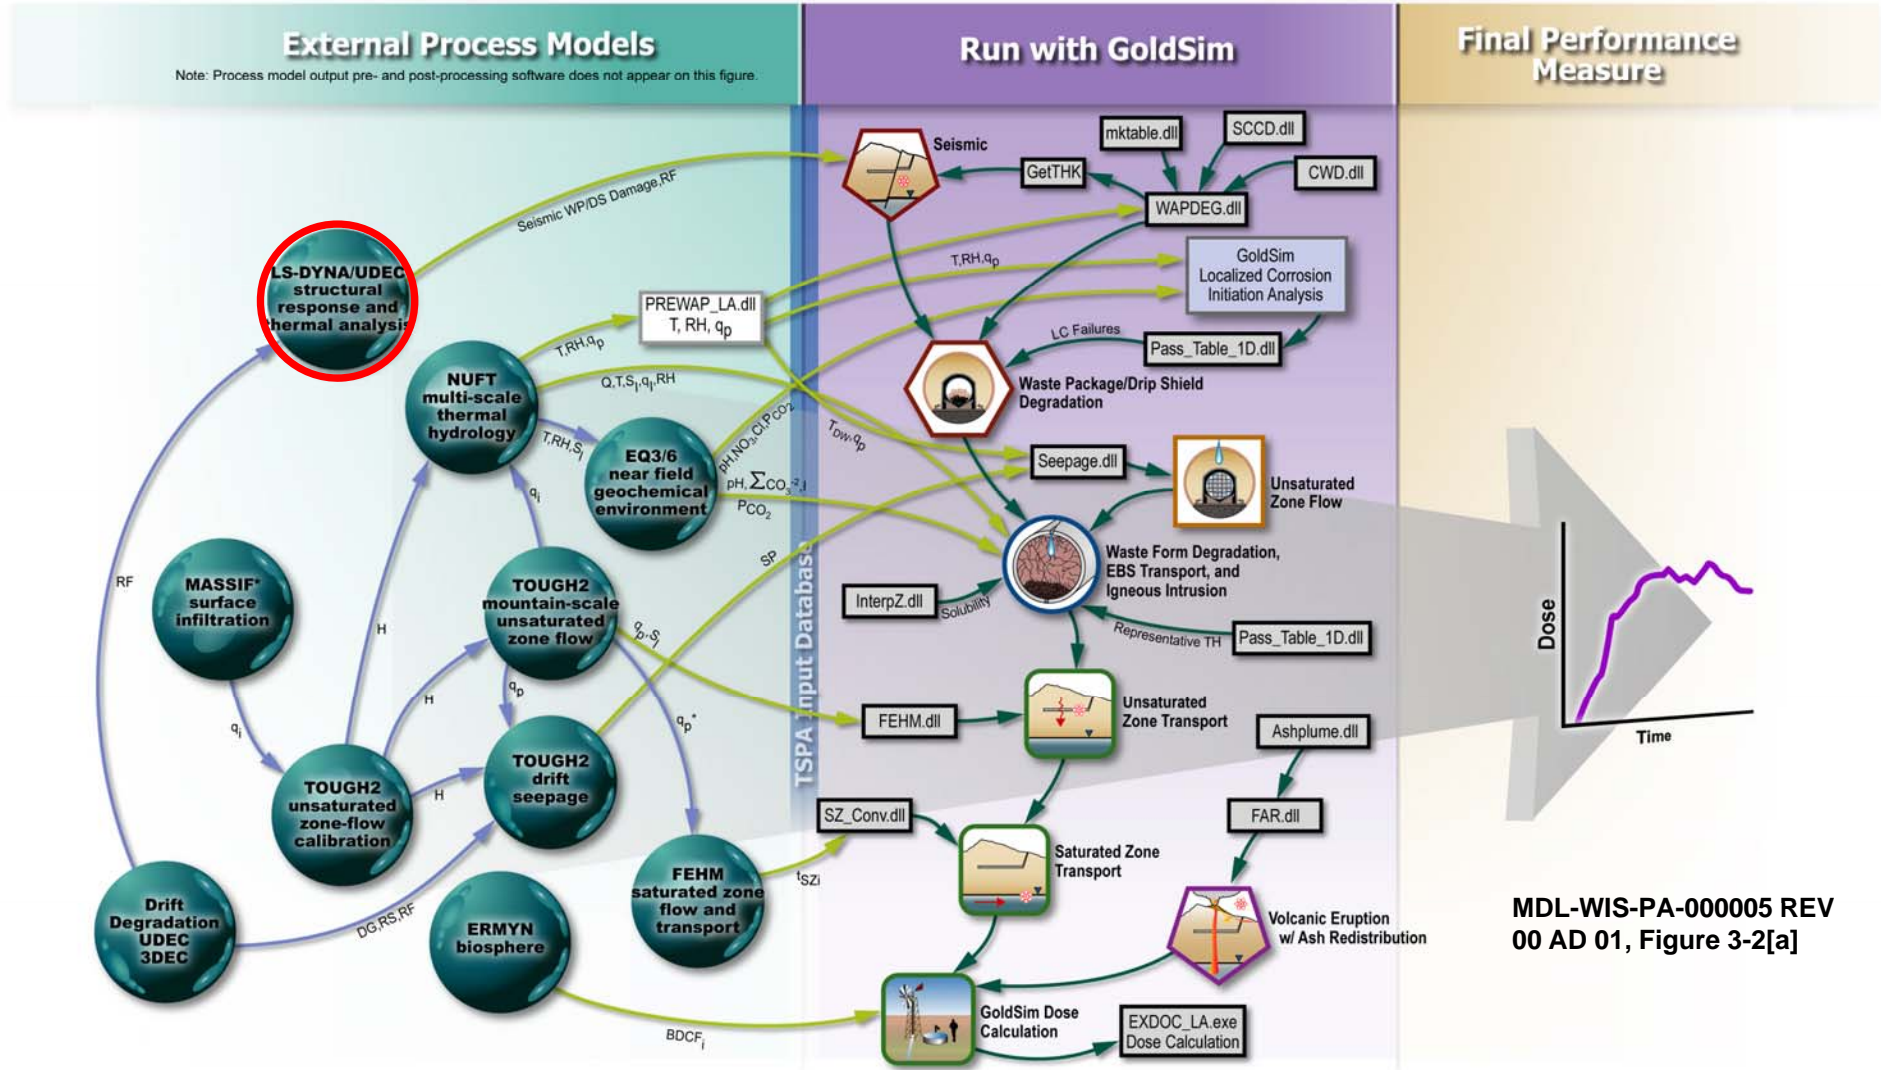 External Process Models
Note: Process model output pre- and post-processing software does not appear on this figure.
Run with GoldSim
Final Performance
Measure
LS-DYNA/UDEC
structural
response and
thermal analysis
Seismic WP/DS Damage,RF
Seismic
mktable.dll
SCCD.dll
GetTHK
CWD.dll
WAPDEG.dll
PREWAP_LA.dll
T, RH, qp
T,RH,qp
T,RH,qp
GoldSim
Localized Corrosion
Initiation Analysis
LC Failures
Pass_Table_1D.dll
NUFT
multi-scale
thermal
hydrology
Q,T,Sl,ql,RH
T,RH,Sl
Waste Package/Drip Shield
Degradation
EQ3/6
near field
geochemical
environment
pH,NO3,Cl,PCO2
pH, ΣCO3-2,I
PCO2
TDW,qp
Seepage.dll
Unsaturated
Zone Flow
qi
RF
MASSIF*
surface
infiltration
H
TOUGH2
mountain-scale
unsaturated
zone flow
SP
TSPA Input Database
Waste Form Degradation,
EBS Transport, and
Igneous Intrusion
InterpZ.dll
Solubility
Representative TH
Pass_Table_1D.dll
qp,Sl
qp
H
qp*
qi
FEHM.dll
Unsaturated
Zone Transport
Ashplume.dll
TOUGH2
unsaturated
zone-flow
calibration
H
TOUGH2
drift
seepage
SZ_Conv.dll
FAR.dll
Saturated Zone
Transport
Drift
Degradation
UDEC
3DEC
DG,RS,RF
ERMYN
biosphere
FEHM
saturated zone
flow and
transport
tSZi
Volcanic Eruption
w/ Ash Redistribution
BDCFi
GoldSim Dose
Calculation
EXDOC_LA.exe
Dose Calculation
Dose
Time
MDL-WIS-PA-000005 REV
00 AD 01, Figure 3-2[a]